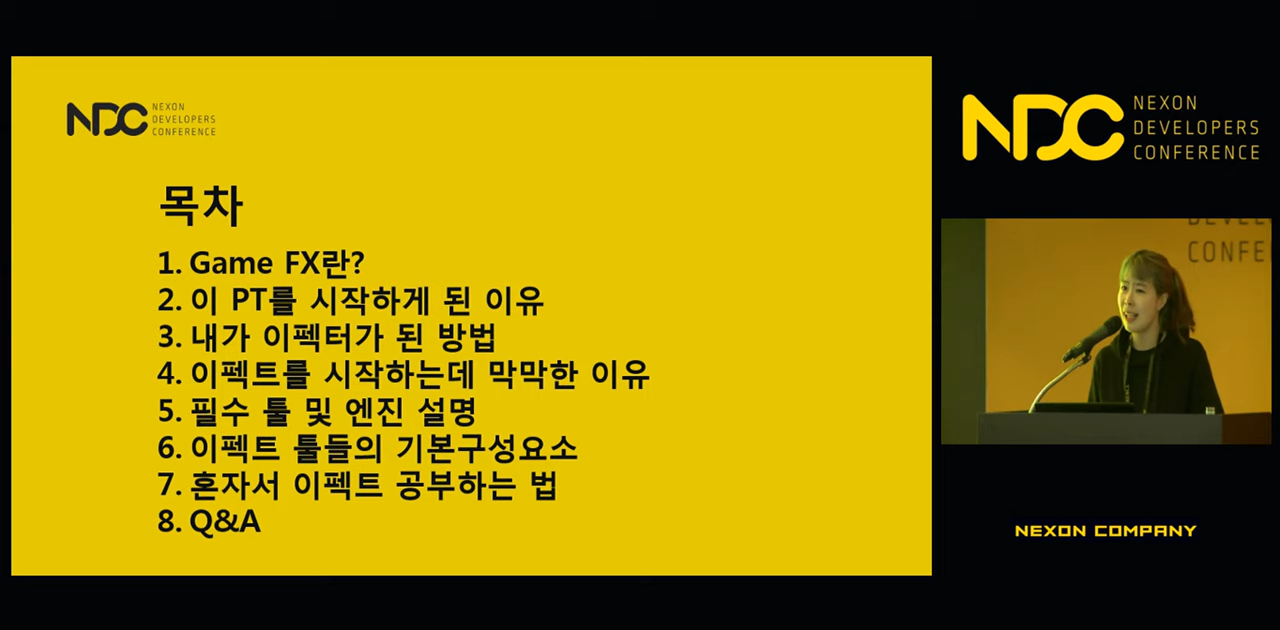 NDC NEXON
DEVELOPERS
CONFERENCE
목차
1. Game FX란?
2. 이 PT를 시작하게 된 이유
3. 내가 이펙터가 된 방법
4. 이펙트를 시작하는데 막막한 이유
5. 필수 툴 및 엔진 설명
6. 이펙트 툴들의 기본구성요소
7. 혼자서 이펙트 공부하는 법
8. Q&A
NDC NEXON
DEVELOPERS
CONFERENCE
CONFE
NEXON COMPANY